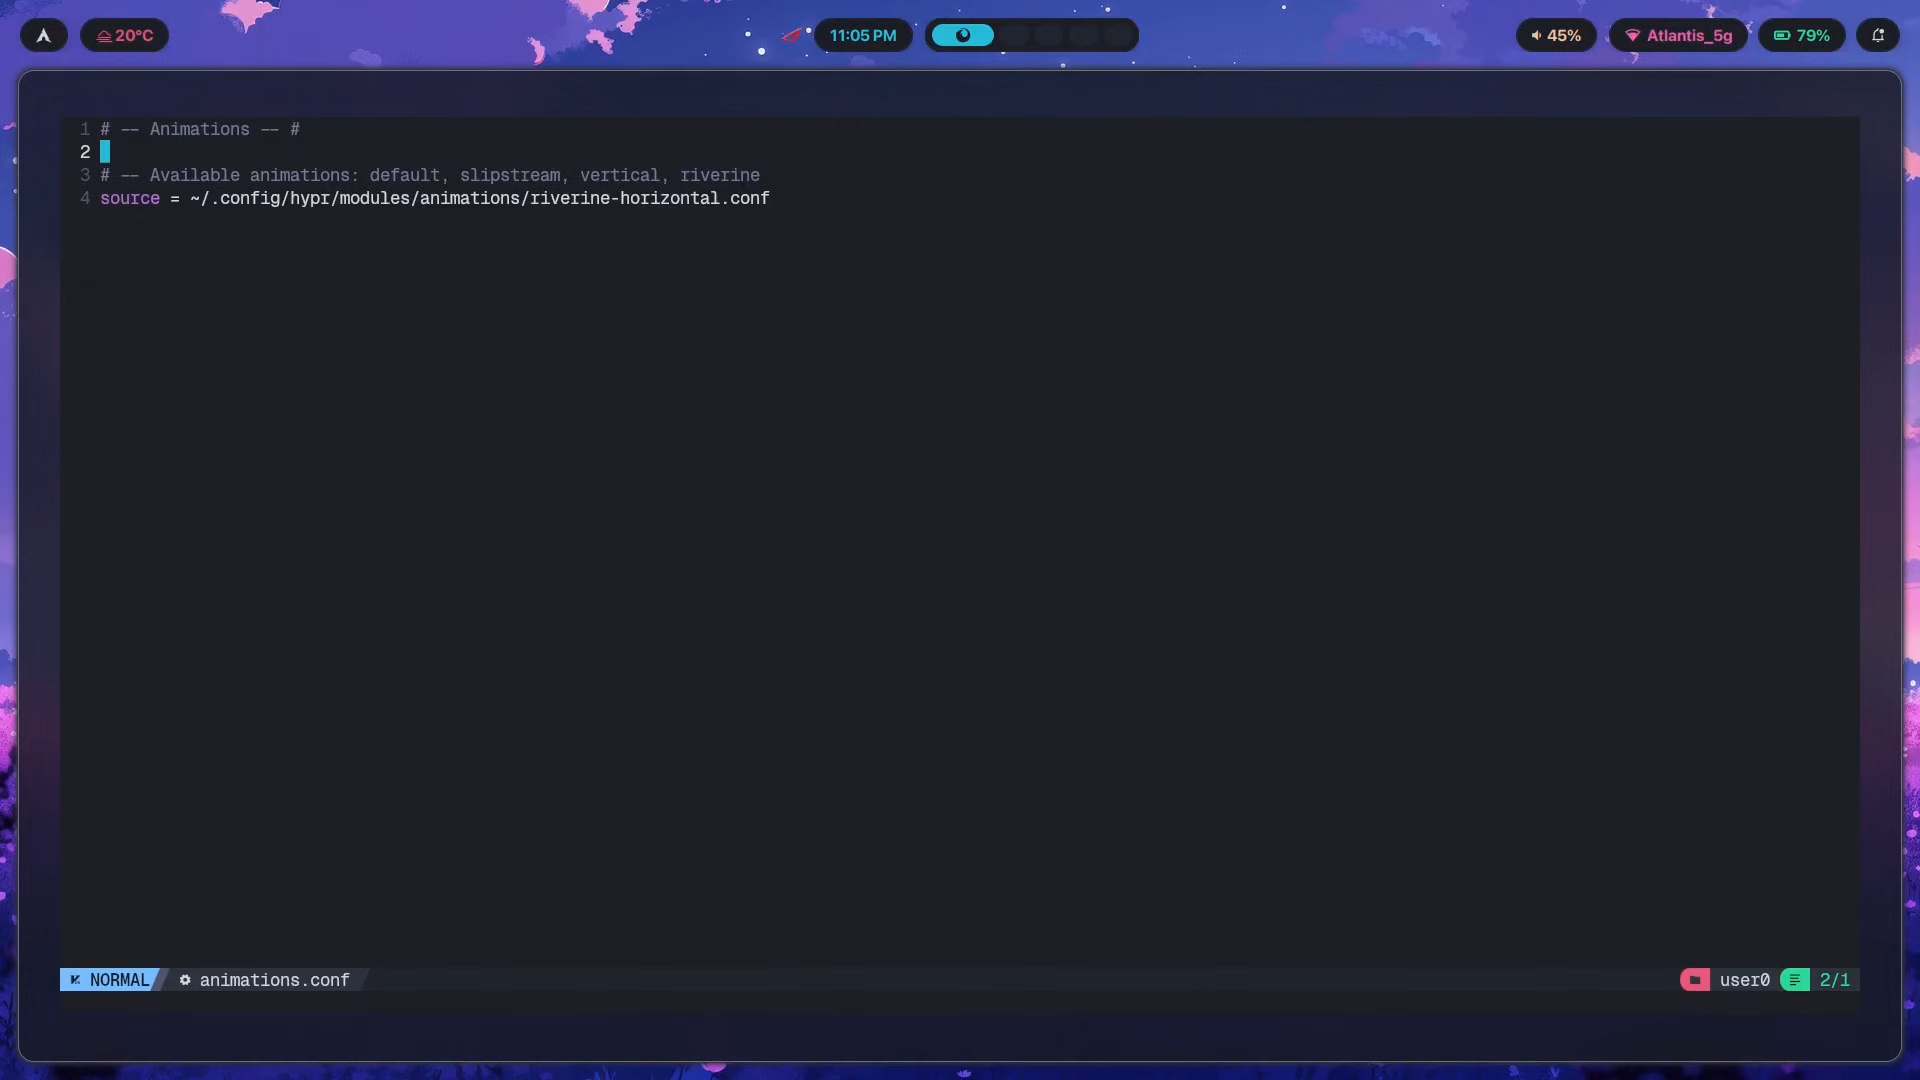 20°C
11:05 PM
45%
Atlantis_5g
79%
1 # -- Animations -- #
2
3 # -- Available animations: default, slipstream, vertical, riverine
4 source = ~/.config/hypr/modules/animations/riverine-horizontal.conf
NORMAL animations.conf user0 2/1